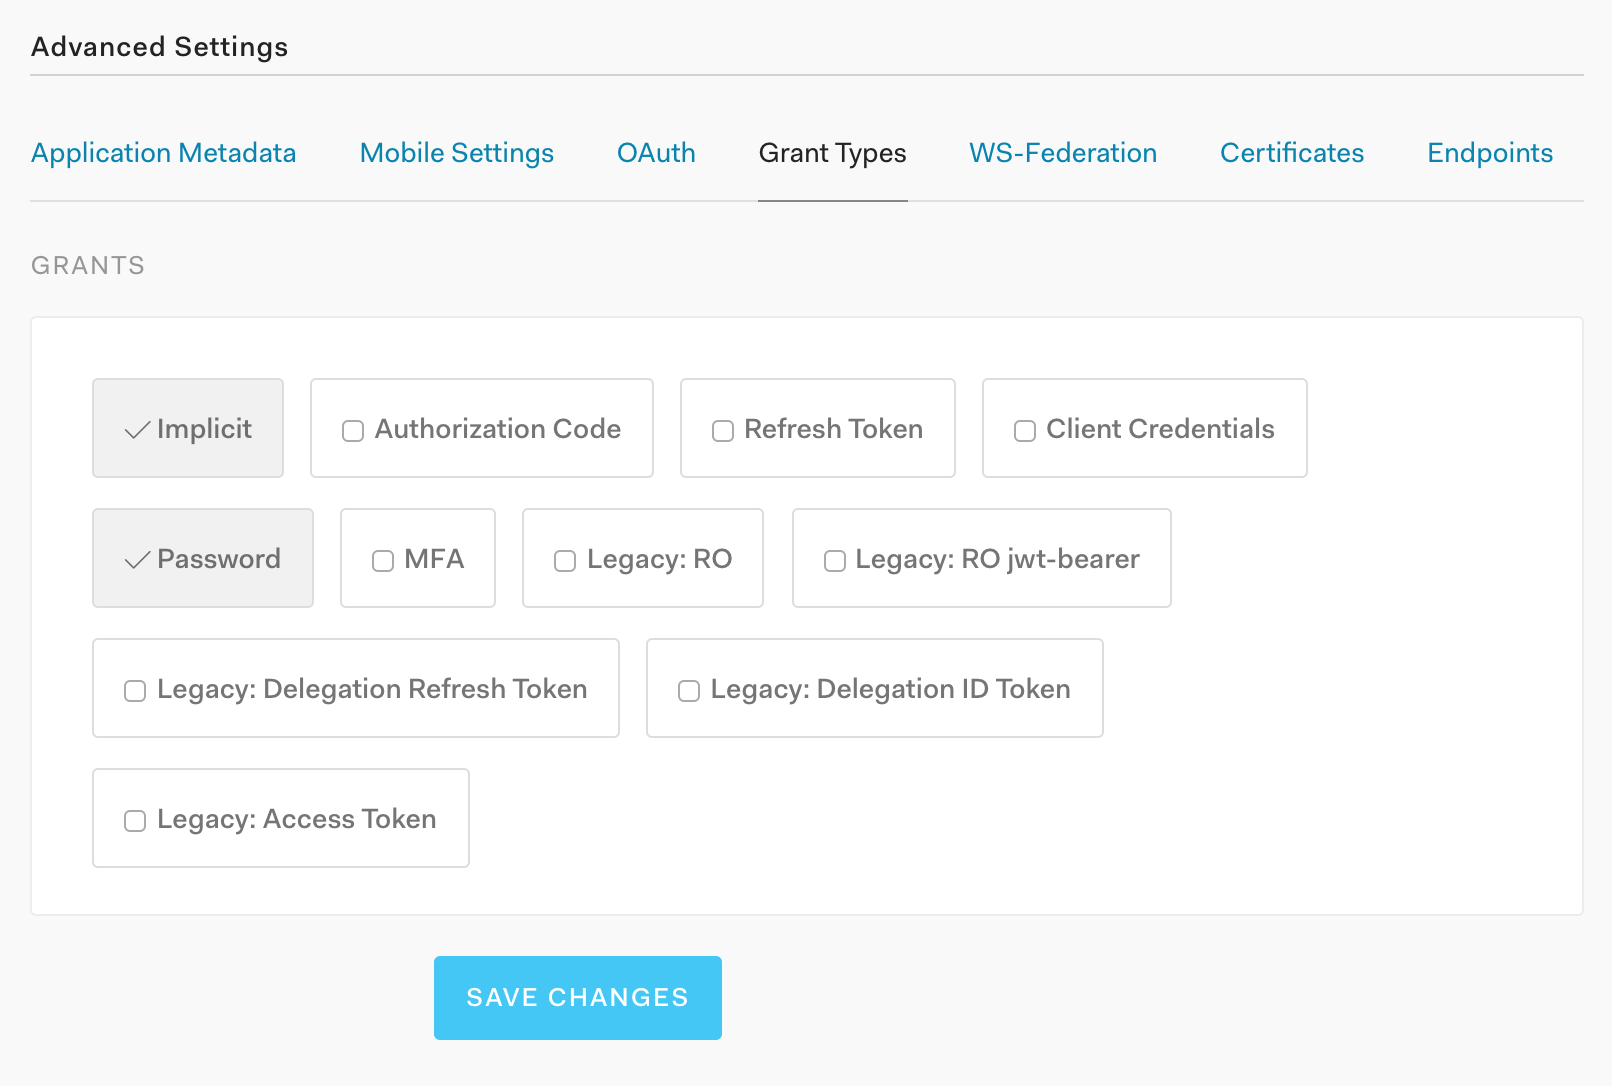 Advanced Settings
Application Metadata Mobile Settings OAuth Grant Types WS-Federation Certificates Endpoints
GRANTS
Implicit Authorization Code Refresh Token Client Credentials
Password MFA Legacy: RO Legacy: RO jwt-bearer
Legacy: Delegation Refresh Token Legacy: Delegation ID Token
Legacy: Access Token
SAVE CHANGES